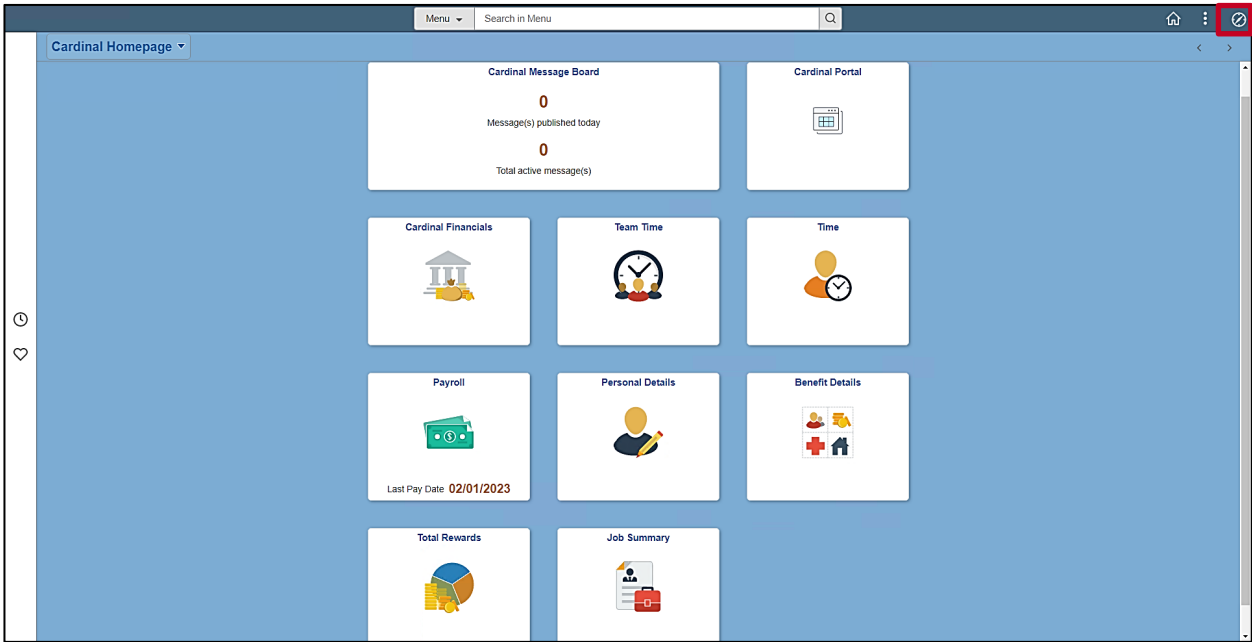 Menu
Search in Menu
Cardinal Homepage
Cardinal Message Board
0
Message(s) published today
0
Total active message(s)
Cardinal Portal
Cardinal Financials
Team Time
Time
Payroll
Last Pay Date 02/01/2023
Personal Details
Benefit Details
Total Rewards
Job Summary